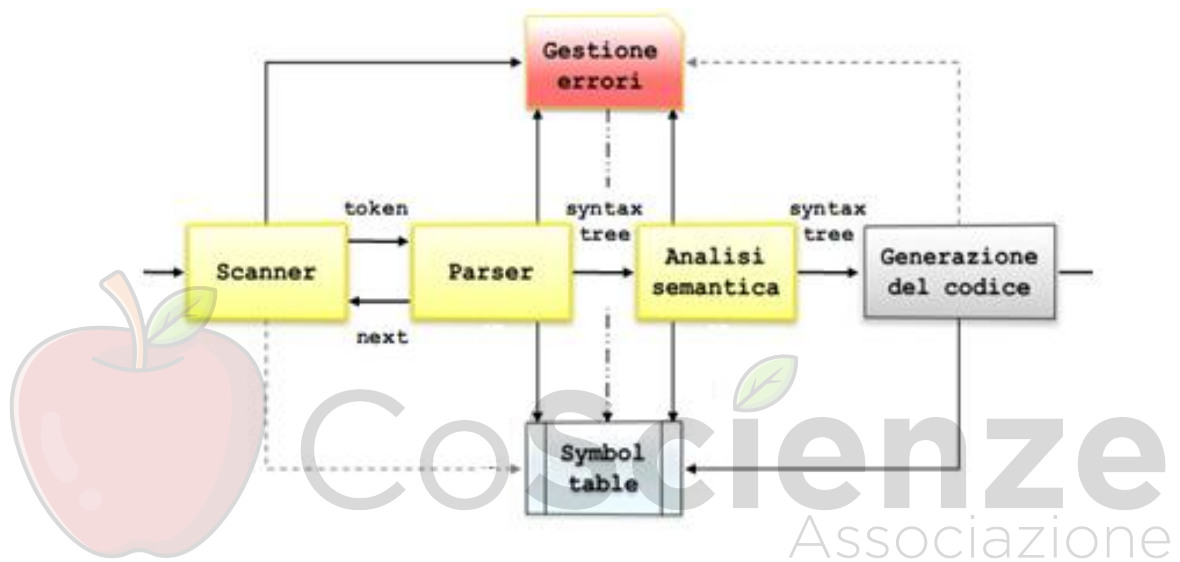 Gestione
errori
token
syntax
tree
syntax
tree
Scanner
Parser
Analisi
semantica
Generazione
del codice
next
Symbol
table
CoScienze
Associazione